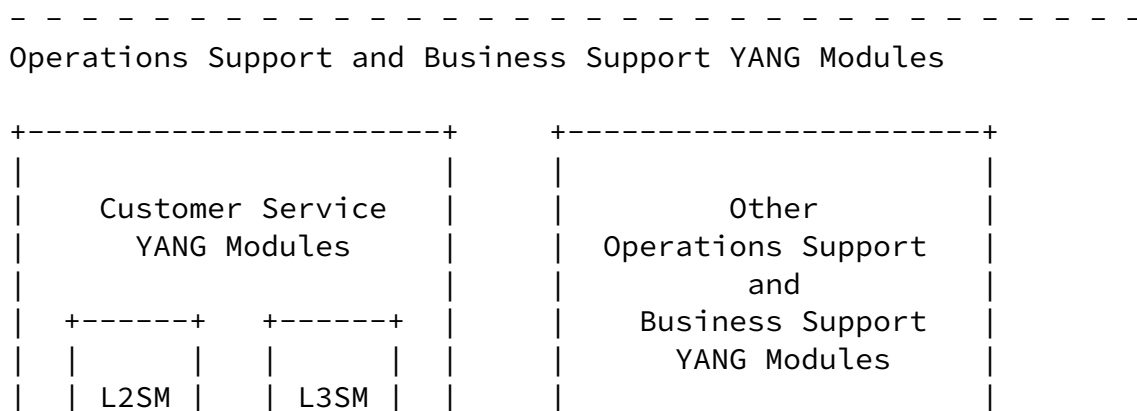 - - - - - - - - - - - - - - - - - - - - - - - - - - - - - - -
Operations Support and Business Support YANG Modules

+-----------------------+     +-----------------------+
|                       |     |                       |
|    Customer Service   |     |         Other         |
|      YANG Modules     |     |  Operations Support   |
|                       |     |          and          |
|  +------+   +------+  |     |    Business Support   |
|  |      |   |      |  |     |      YANG Modules     |
|  | L2SM |   | L3SM |  |     |                       |